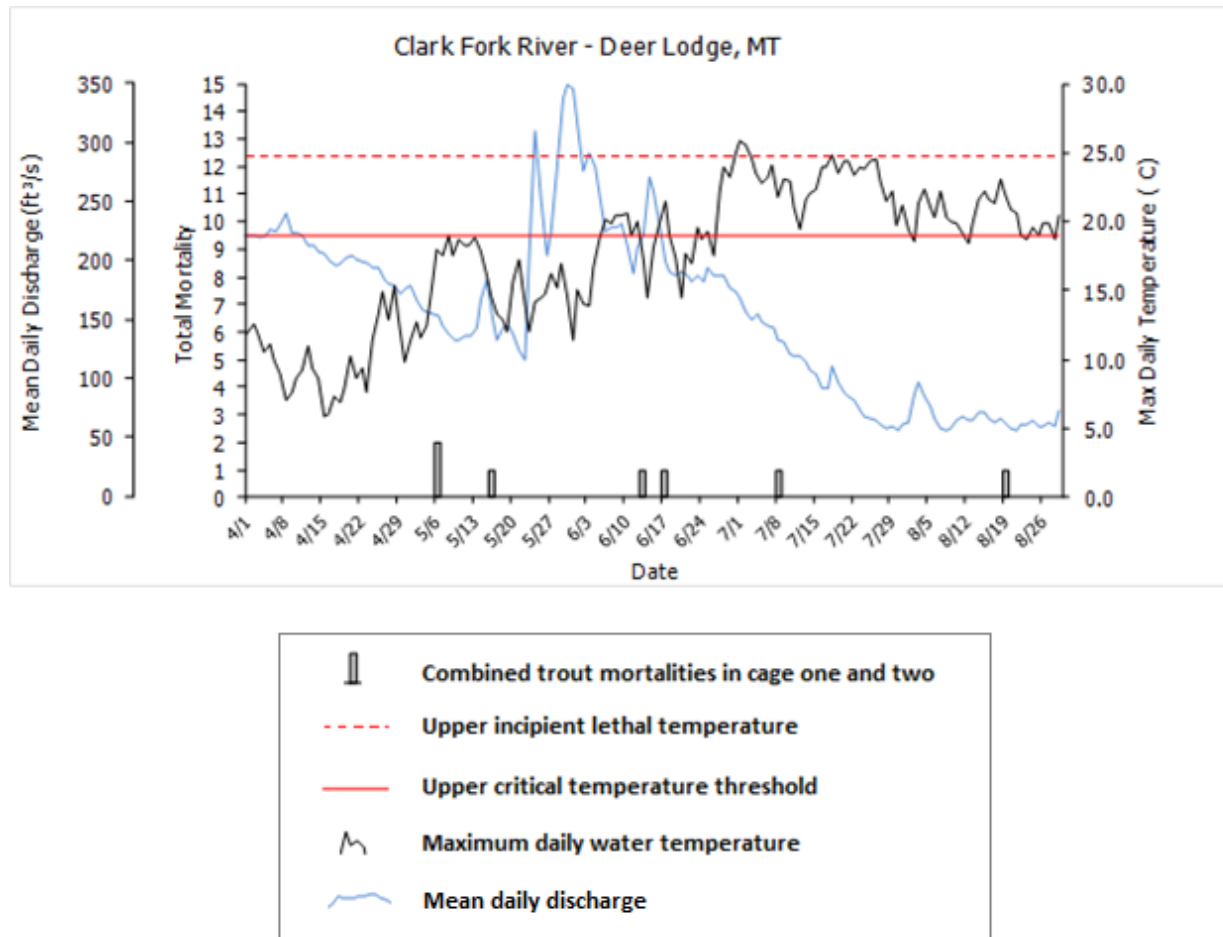 Clark Fork River - Deer Lodge, MT
Mean Daily Discharge (ft³/s)
350
300
250
200
150
100
50
0
Total Mortality
15
14
13
12
11
10
9
8
7
6
5
4
3
2
1
0
30.0
25.0
20.0
15.0
10.0
5.0
0.0
Max Daily Temperature ( C)
4/1 4/8 4/15 4/22 4/29 5/6 5/13 5/20 5/27 6/3 6/10 6/17 6/24 7/1 7/8 7/15 7/22 7/29 8/5 8/12 8/19 8/26
Date
Combined trout mortalities in cage one and two
Upper incipient lethal temperature
Upper critical temperature threshold
Maximum daily water temperature
Mean daily discharge